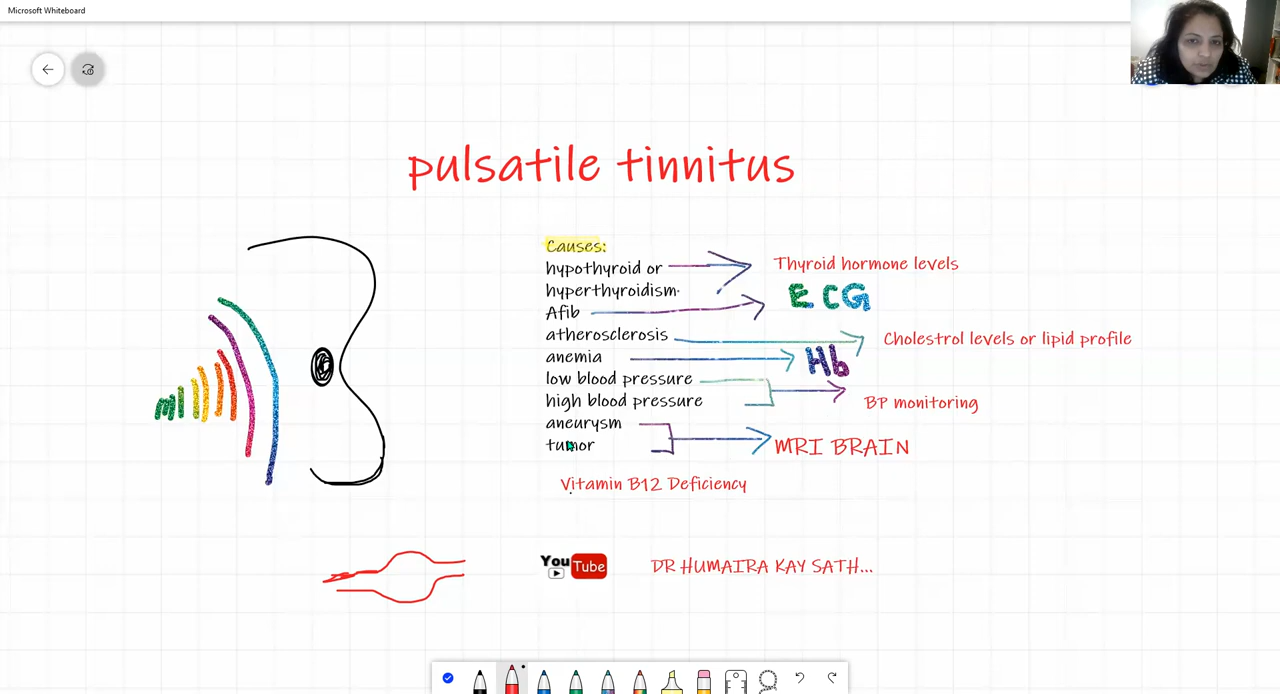 Microsoft Whiteboard
pulsatile tinnitus
Causes:
hypothyroid or
hyperthyroidism
Afib
atherosclerosis
anemia
low blood pressure
high blood pressure
aneurysm
tumor
Vitamin B12 Deficiency
Thyroid hormone levels
ECG
Cholestrol levels or lipid profile
Hb
BP monitoring
MRI BRAIN
YouTube
DR HUMAIRA KAY SATH...